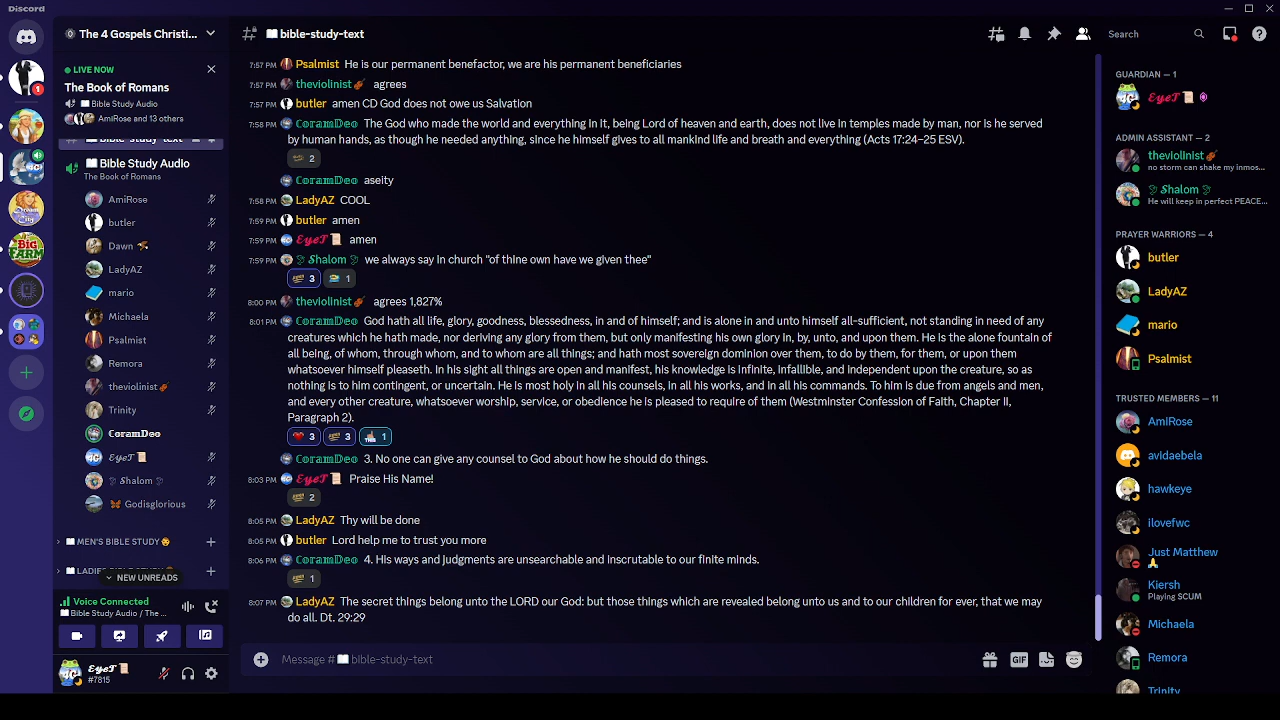 Discord
The 4 Gospels Christi...
LIVE NOW
The Book of Romans
📖 Bible Study Audio
AmiRose and 13 others
📖 Bible Study Audio
The Book of Romans
AmiRose
butler
Dawn
LadyAZ
mario
Michaela
Psalmist
Remora
theviolinist🎻
Trinity
CoramDeo
EyeT📜
🕊 Shalom 🕊
🦋 Godisglorious
📖 MEN'S BIBLE STUDY
NEW UNREADS
Voice Connected
📖 Bible Study Audio / The ...
EyeT📜
#7815
📖 bible-study-text
Search
7:57 PM Psalmist He is our permanent benefactor, we are his permanent beneficiaries
7:57 PM theviolinist🎻 agrees
7:57 PM butler amen CD God does not owe us Salvation
7:58 PM CoramDeo The God who made the world and everything in it, being Lord of heaven and earth, does not live in temples made by man, nor is he served
by human hands, as though he needed anything, since he himself gives to all mankind life and breath and everything (Acts 17:24–25 ESV).
2
CoramDeo aseity
7:58 PM LadyAZ COOL
7:59 PM butler amen
7:59 PM EyeT📜 amen
7:59 PM 🕊 Shalom 🕊 we always say in church "of thine own have we given thee"
3 1
8:00 PM theviolinist🎻 agrees 1,827%
8:01 PM CoramDeo God hath all life, glory, goodness, blessedness, in and of himself; and is alone in and unto himself all-sufficient, not standing in need of any
creatures which he hath made, nor deriving any glory from them, but only manifesting his own glory in, by, unto, and upon them. He is the alone fountain of
all being, of whom, through whom, and to whom are all things; and hath most sovereign dominion over them, to do by them, for them, or upon them
whatsoever himself pleaseth. In his sight all things are open and manifest, his knowledge is infinite, infallible, and independent upon the creature, so as
nothing is to him contingent, or uncertain. He is most holy in all his counsels, in all his works, and in all his commands. To him is due from angels and men,
and every other creature, whatsoever worship, service, or obedience he is pleased to require of them (Westminster Confession of Faith, Chapter II,
Paragraph 2).
❤️ 3 3 1
CoramDeo 3. No one can give any counsel to God about how he should do things.
8:03 PM EyeT📜 Praise His Name!
2
8:05 PM LadyAZ Thy will be done
8:05 PM butler Lord help me to trust you more
8:06 PM CoramDeo 4. His ways and judgments are unsearchable and inscrutable to our finite minds.
1
8:07 PM LadyAZ The secret things belong unto the LORD our God: but those things which are revealed belong unto us and to our children for ever, that we may
do all. Dt. 29:29
Message #📖 bible-study-text
GIF
GUARDIAN — 1
EyeT📜
ADMIN ASSISTANT — 2
theviolinist🎻
no storm can shake my inmos...
🕊 Shalom 🕊
He will keep in perfect PEACE...
PRAYER WARRIORS — 4
butler
LadyAZ
mario
Psalmist
TRUSTED MEMBERS — 11
AmiRose
avidaebela
hawkeye
ilovefwc
Just Matthew
🙏
Kiersh
Playing SCUM
Michaela
Remora
Trinity